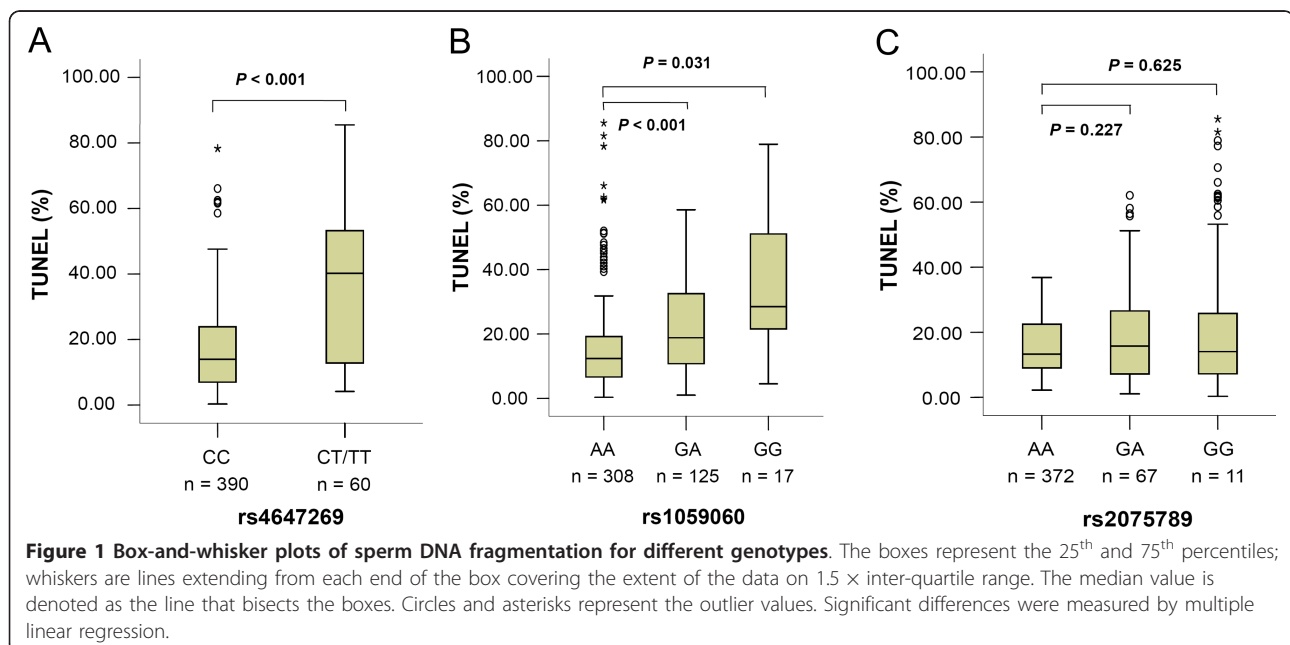 A
B
C
100.00
80.00
60.00
40.00
20.00
0.00
TUNEL (%)
P < 0.001
CC
CT/TT
n = 390
n = 60
rs4647269
100.00
80.00
60.00
40.00
20.00
0.00
TUNEL (%)
P = 0.031
P < 0.001
AA
GA
GG
n = 308
n = 125
n = 17
rs1059060
100.00
80.00
60.00
40.00
20.00
0.00
TUNEL (%)
P = 0.625
P = 0.227
AA
GA
GG
n = 372
n = 67
n = 11
rs2075789
Figure 1 Box-and-whisker plots of sperm DNA fragmentation for different genotypes. The boxes represent the 25th and 75th percentiles;
whiskers are lines extending from each end of the box covering the extent of the data on 1.5 × inter-quartile range. The median value is
denoted as the line that bisects the boxes. Circles and asterisks represent the outlier values. Significant differences were measured by multiple
linear regression.